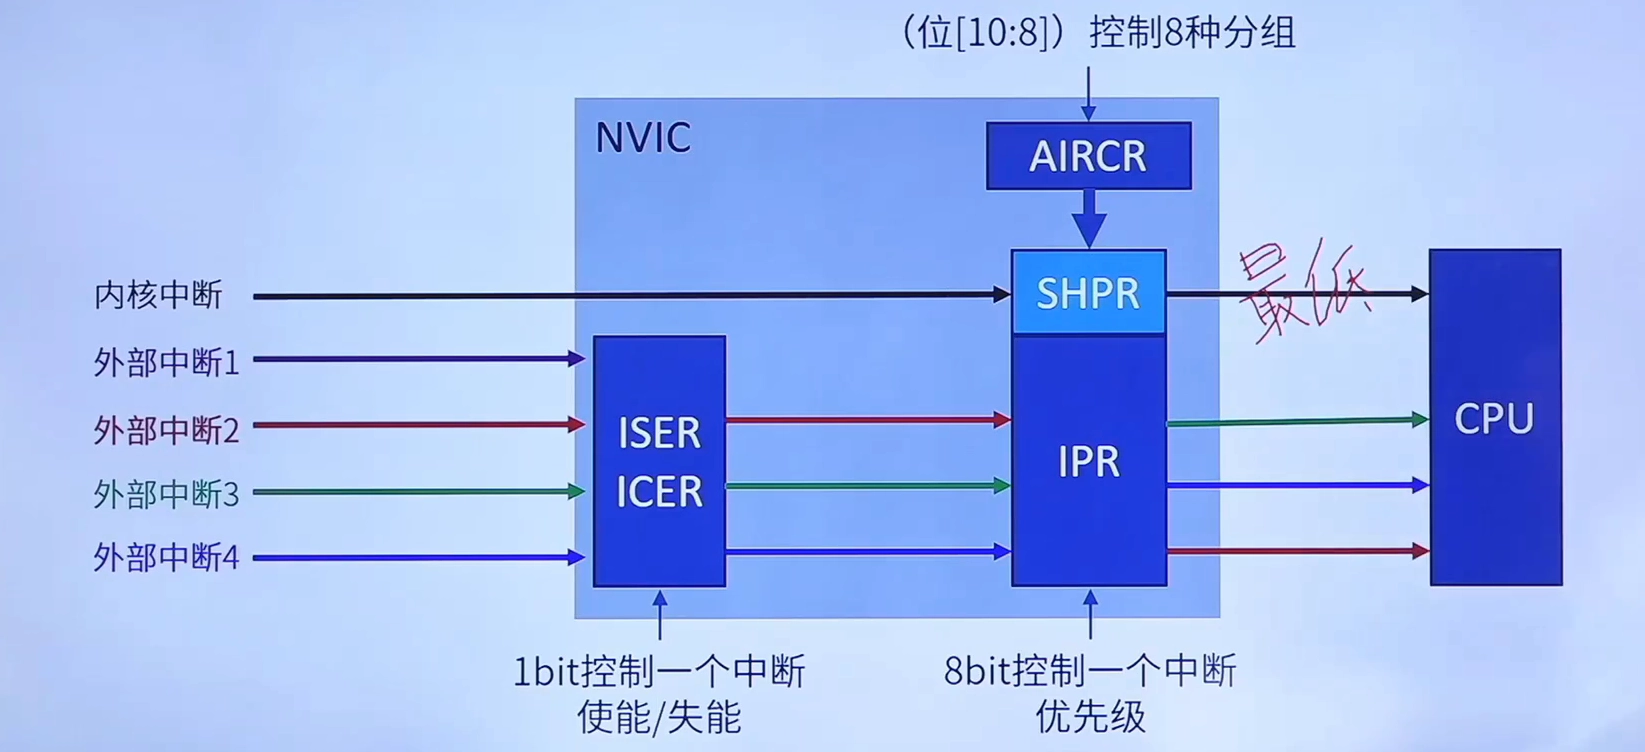 （位[10:8]）控制8种分组
NVIC
AIRCR
内核中断
SHPR
最低
外部中断1
外部中断2
外部中断3
外部中断4
ISER
ICER
IPR
CPU
1bit控制一个中断
使能/失能
8bit控制一个中断
优先级